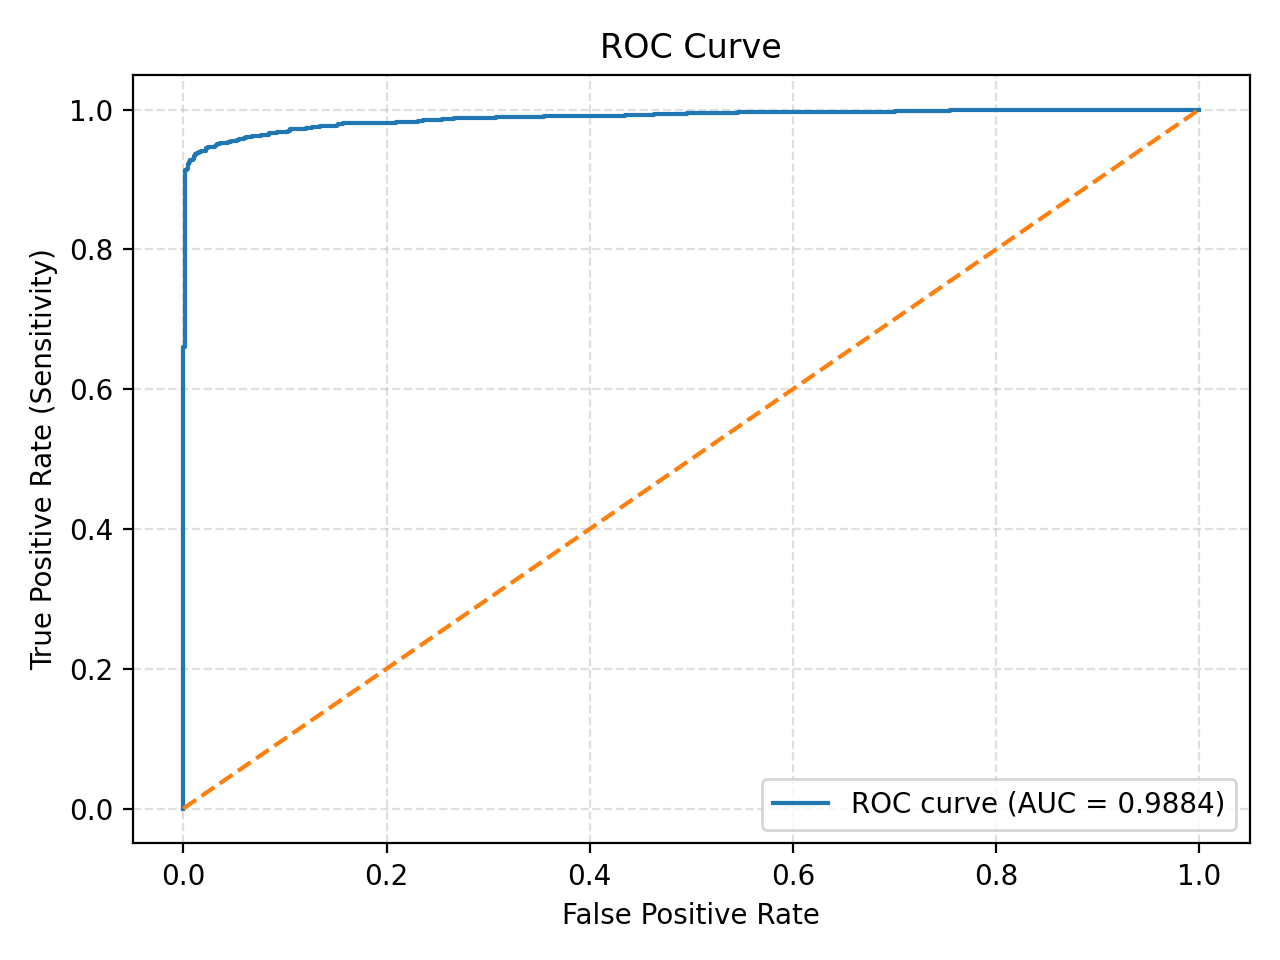 ROC Curve
True Positive Rate (Sensitivity)
1.0
0.8
0.6
0.4
0.2
0.0
ROC curve (AUC = 0.9884)
0.0 0.2 0.4 0.6 0.8 1.0
False Positive Rate